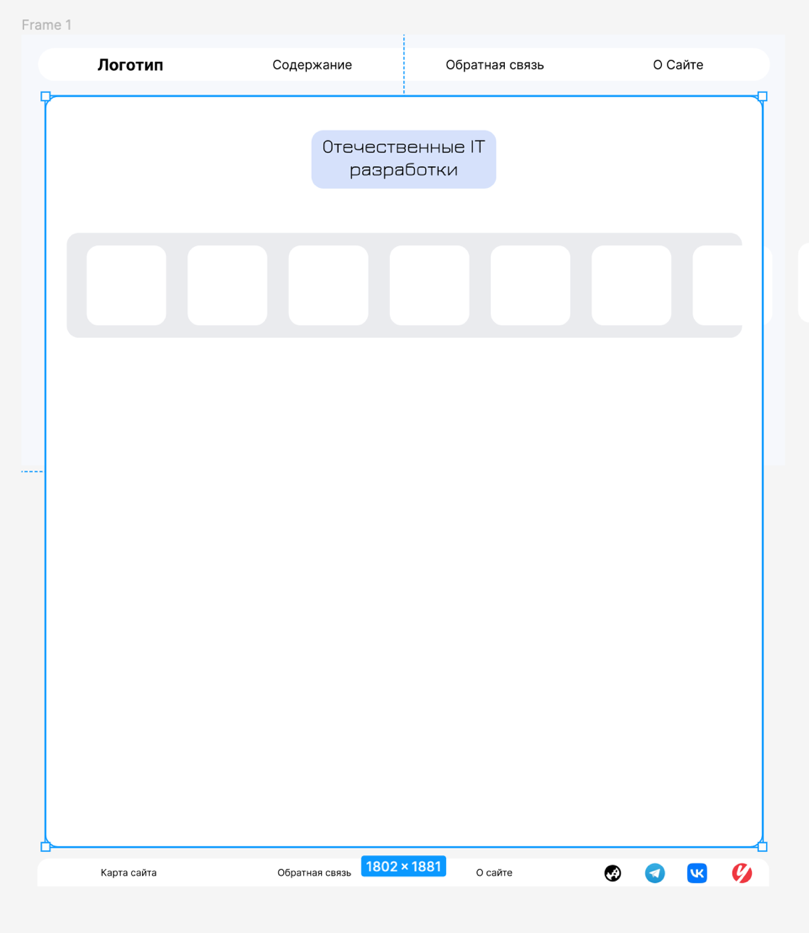 Frame 1
Логотип
Содержание
Обратная связь
О Сайте
Отечественные IT
разработки
1802 × 1881
Карта сайта
Обратная связь
О сайте